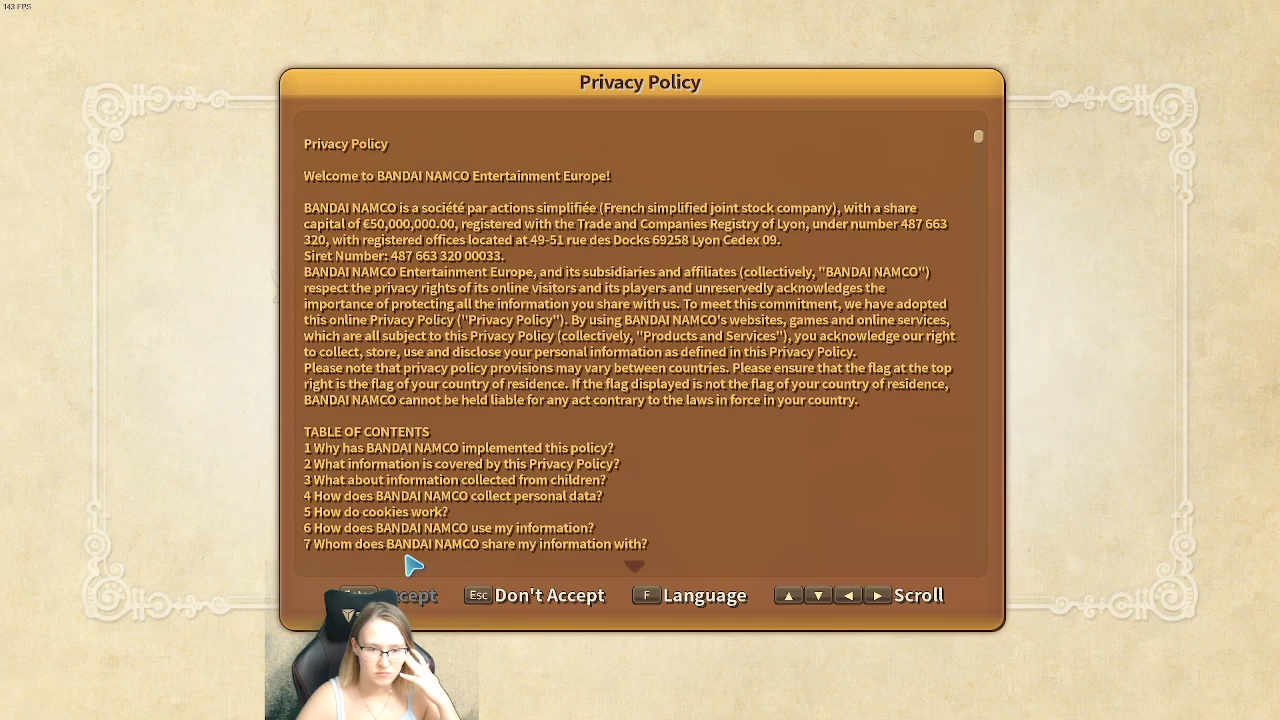 143 FPS
Privacy Policy
Privacy Policy
Welcome to BANDAI NAMCO Entertainment Europe!
BANDAI NAMCO is a société par actions simplifiée (French simplified joint stock company), with a share
capital of €50,000,000.00, registered with the Trade and Companies Registry of Lyon, under number 487 663
320, with registered offices located at 49-51 rue des Docks 69258 Lyon Cedex 09.
Siret Number: 487 663 320 00033.
BANDAI NAMCO Entertainment Europe, and its subsidiaries and affiliates (collectively, "BANDAI NAMCO")
respect the privacy rights of its online visitors and its players and unreservedly acknowledges the
importance of protecting all the information you share with us. To meet this commitment, we have adopted
this online Privacy Policy ("Privacy Policy"). By using BANDAI NAMCO's websites, games and online services,
which are all subject to this Privacy Policy (collectively, "Products and Services"), you acknowledge our right
to collect, store, use and disclose your personal information as defined in this Privacy Policy.
Please note that privacy policy provisions may vary between countries. Please ensure that the flag at the top
right is the flag of your country of residence. If the flag displayed is not the flag of your country of residence,
BANDAI NAMCO cannot be held liable for any act contrary to the laws in force in your country.
TABLE OF CONTENTS
1 Why has BANDAI NAMCO implemented this policy?
2 What information is covered by this Privacy Policy?
3 What about information collected from children?
4 How does BANDAI NAMCO collect personal data?
5 How do cookies work?
6 How does BANDAI NAMCO use my information?
7 Whom does BANDAI NAMCO share my information with?
Esc Don't Accept F Language Scroll